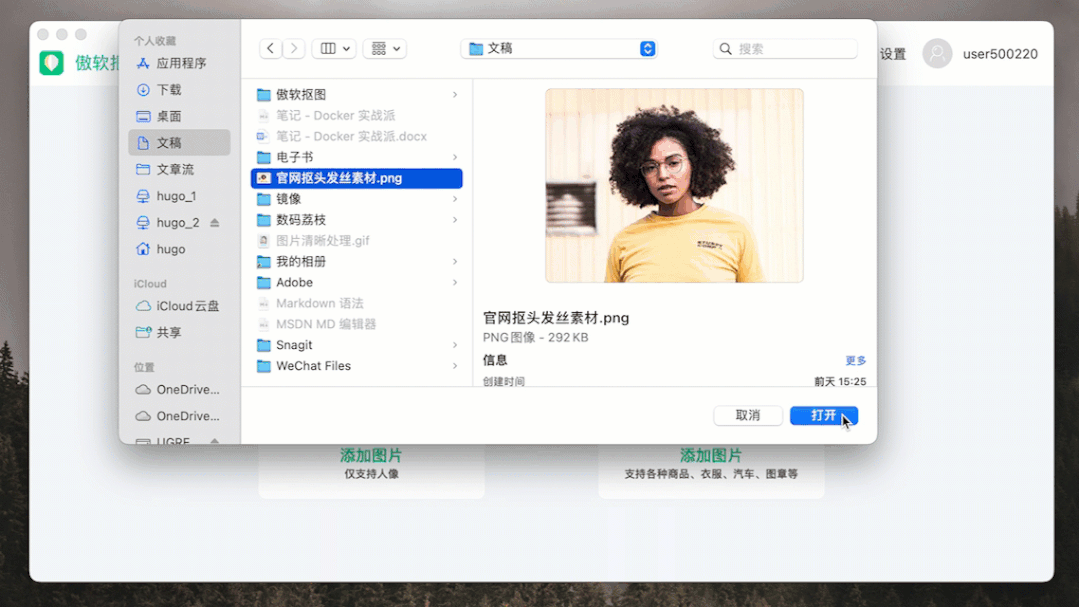 个人收藏
应用程序
下载
桌面
文稿
文章流
hugo_1
hugo_2
hugo
iCloud
iCloud云盘
共享
位置
OneDrive...
OneDrive...
傲软抠
文稿
搜索
设置
user500220
傲软抠图
笔记 - Docker 实战派
笔记 - Docker 实战派.docx
电子书
官网抠头发丝素材.png
镜像
数码荔枝
图片清晰处理.gif
我的相册
Adobe
Markdown 语法
MSDN MD 编辑器
Snagit
WeChat Files
官网抠头发丝素材.png
PNG图像 - 292 KB
信息
更多
创建时间
前天 15:25
取消
打开
添加图片
仅支持人像
添加图片
支持各种商品、衣服、汽车、图章等